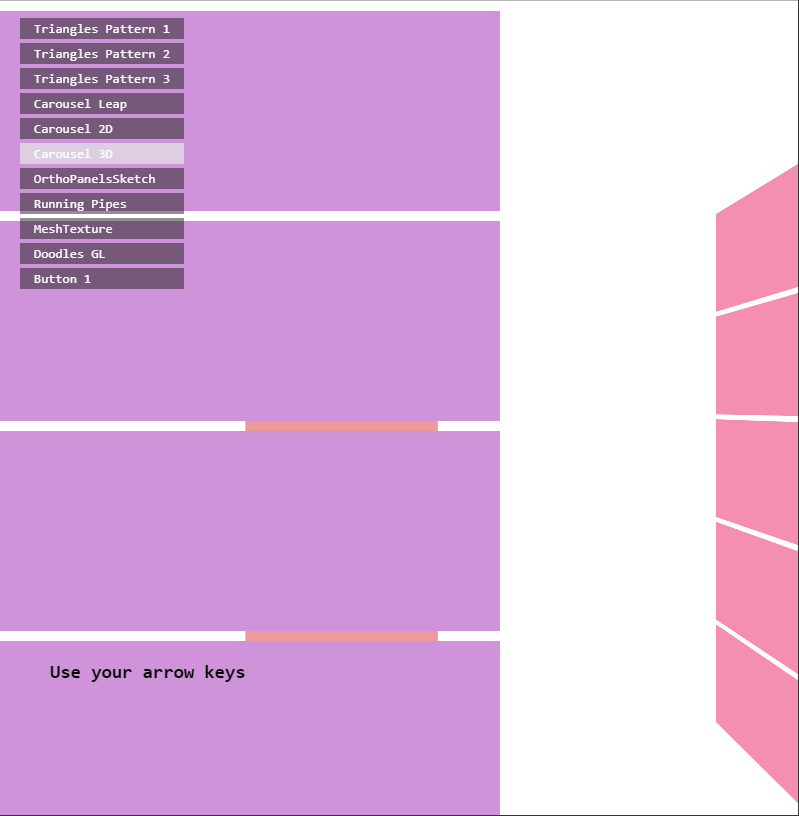 Triangles Pattern 1
Triangles Pattern 2
Triangles Pattern 3
Carousel Leap
Carousel 2D
Carousel 3D
OrthoPanelsSketch
Running Pipes
MeshTexture
Doodles GL
Button 1
Use your arrow keys